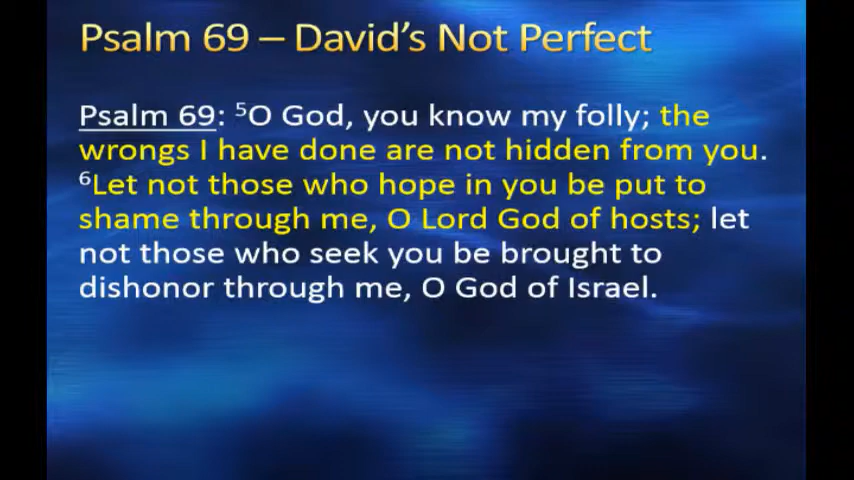 Psalm 69 – David's Not Perfect
Psalm 69: ⁵O God, you know my folly; the
wrongs I have done are not hidden from you.
⁶Let not those who hope in you be put to
shame through me, O Lord God of hosts; let
not those who seek you be brought to
dishonor through me, O God of Israel.